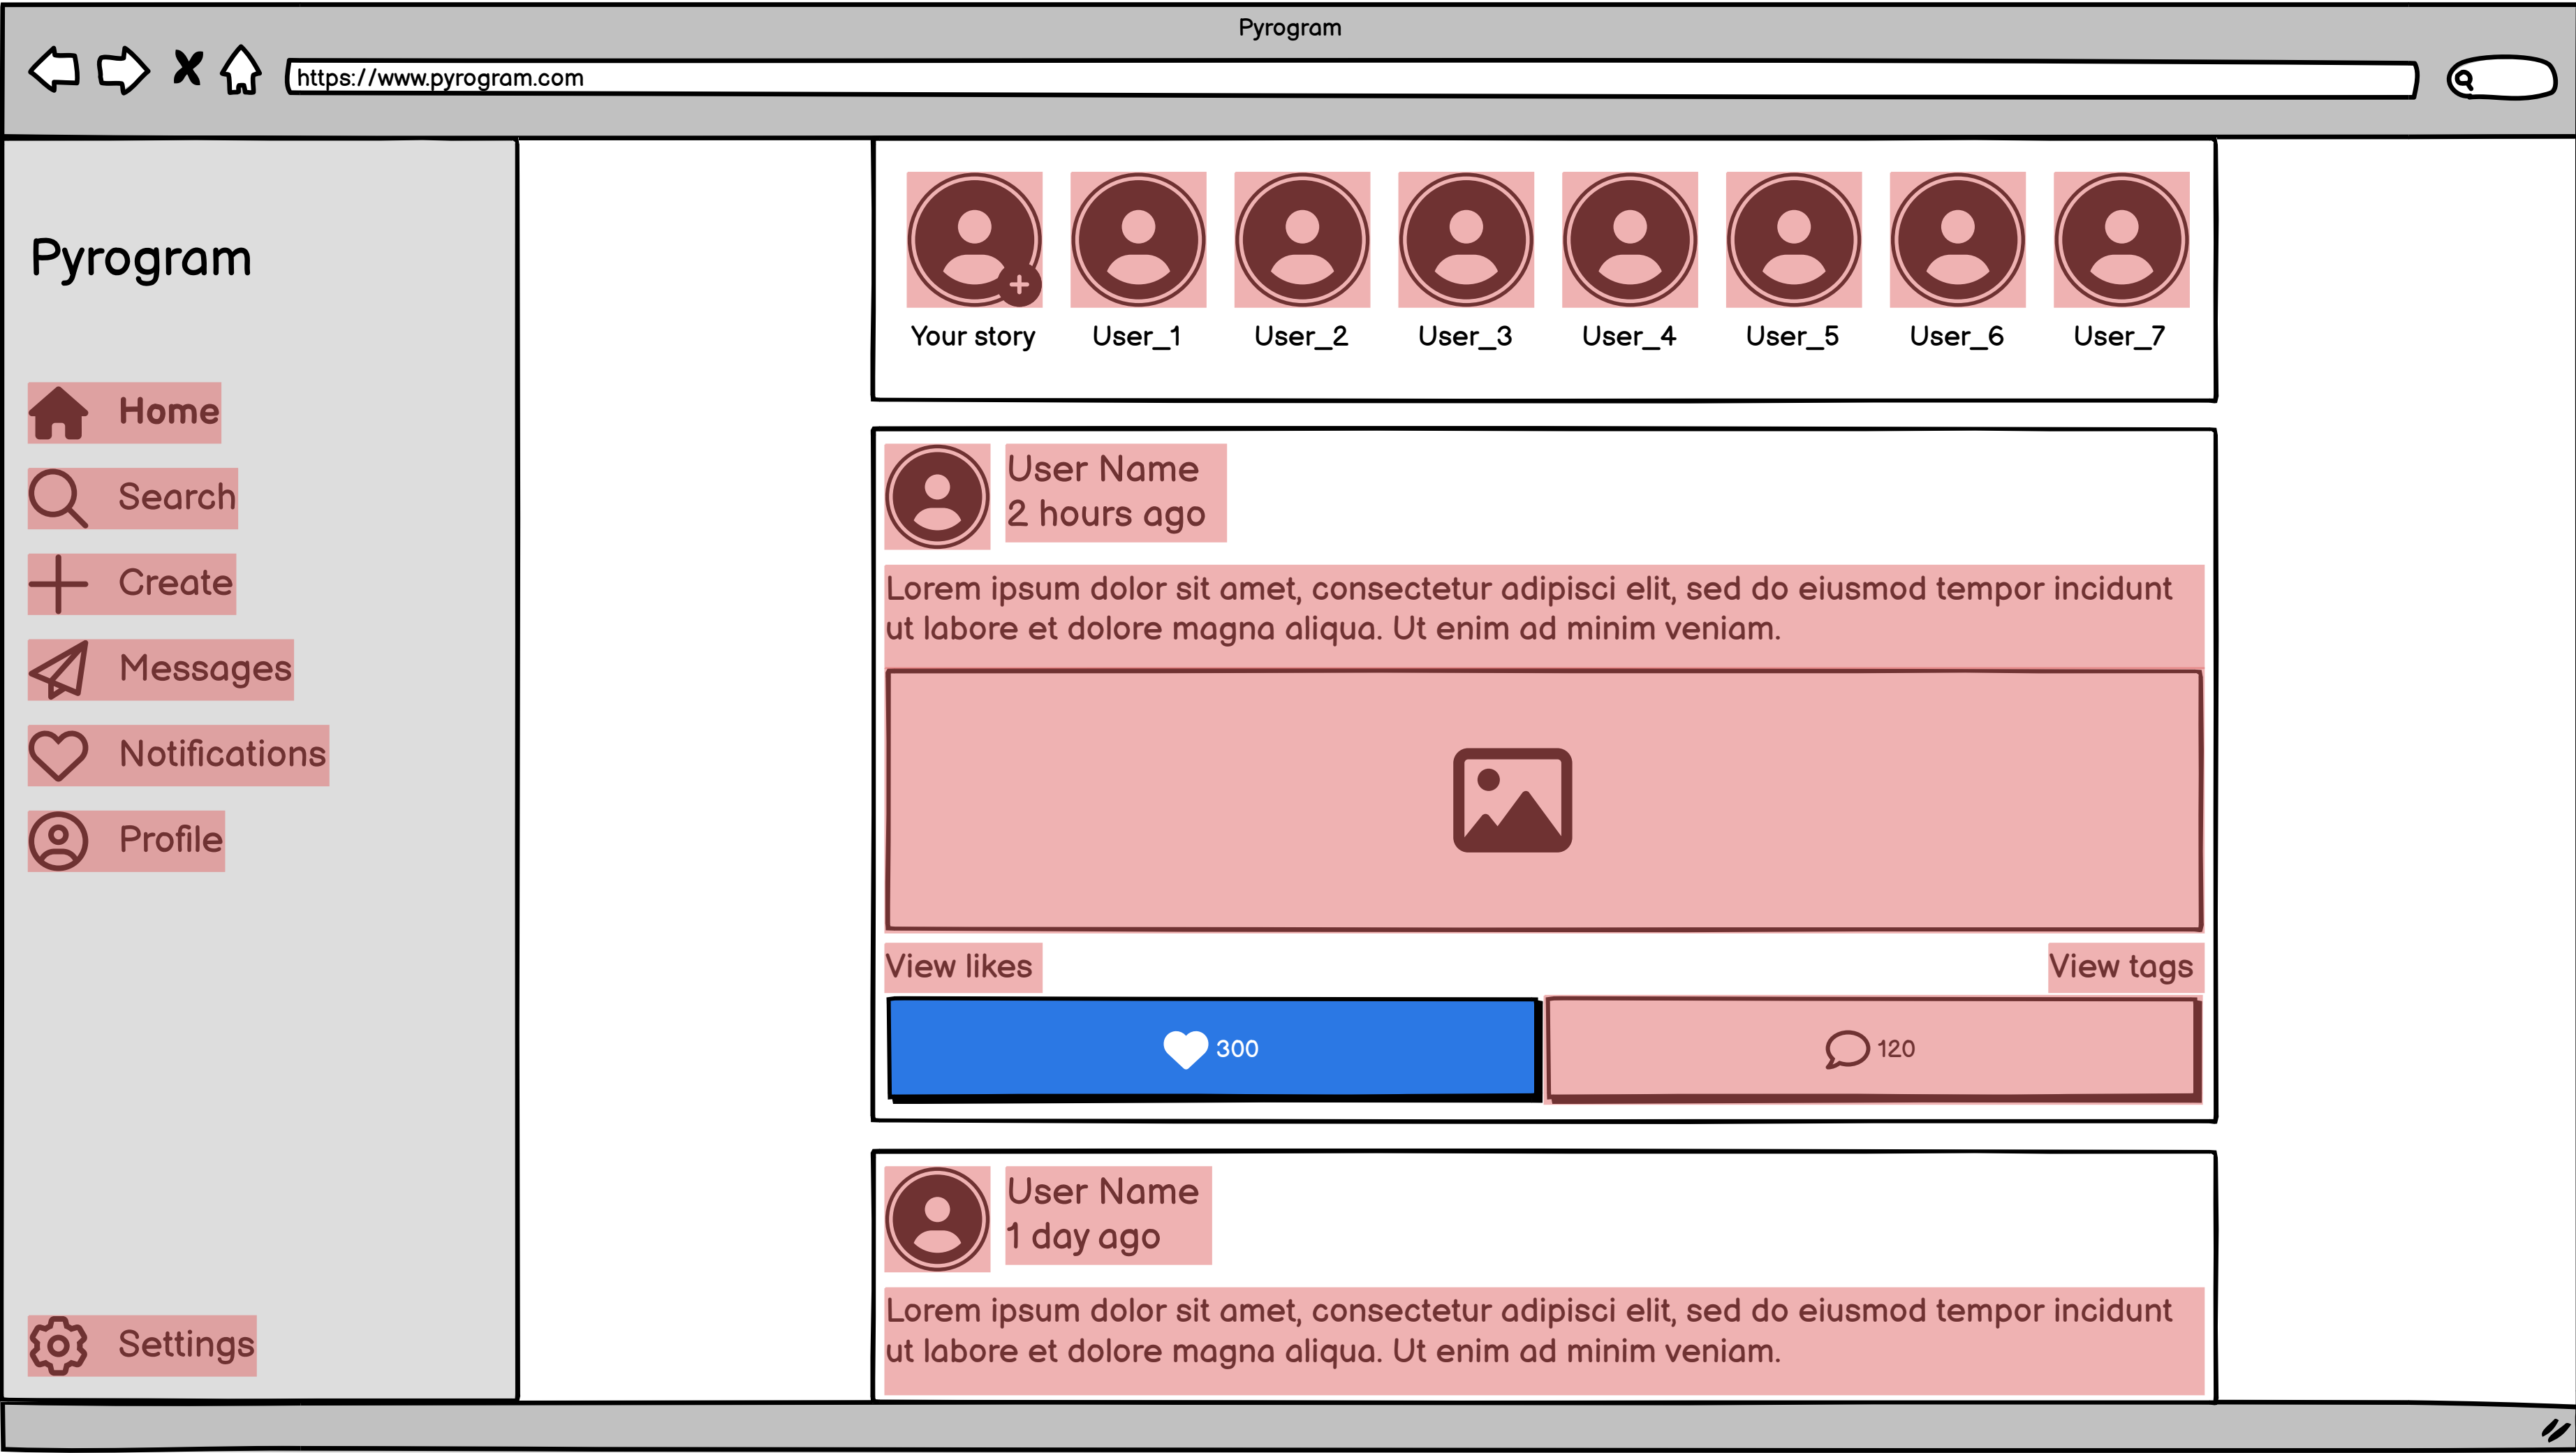 Pyrogram
https://www.pyrogram.com
Pyrogram
Home
Search
Create
Messages
Notifications
Profile
Settings
Your story
User_1
User_2
User_3
User_4
User_5
User_6
User_7
User Name
2 hours ago
Lorem ipsum dolor sit amet, consectetur adipisci elit, sed do eiusmod tempor incidunt
ut labore et dolore magna aliqua. Ut enim ad minim veniam.
View likes
View tags
300
120
User Name
1 day ago
Lorem ipsum dolor sit amet, consectetur adipisci elit, sed do eiusmod tempor incidunt
ut labore et dolore magna aliqua. Ut enim ad minim veniam.